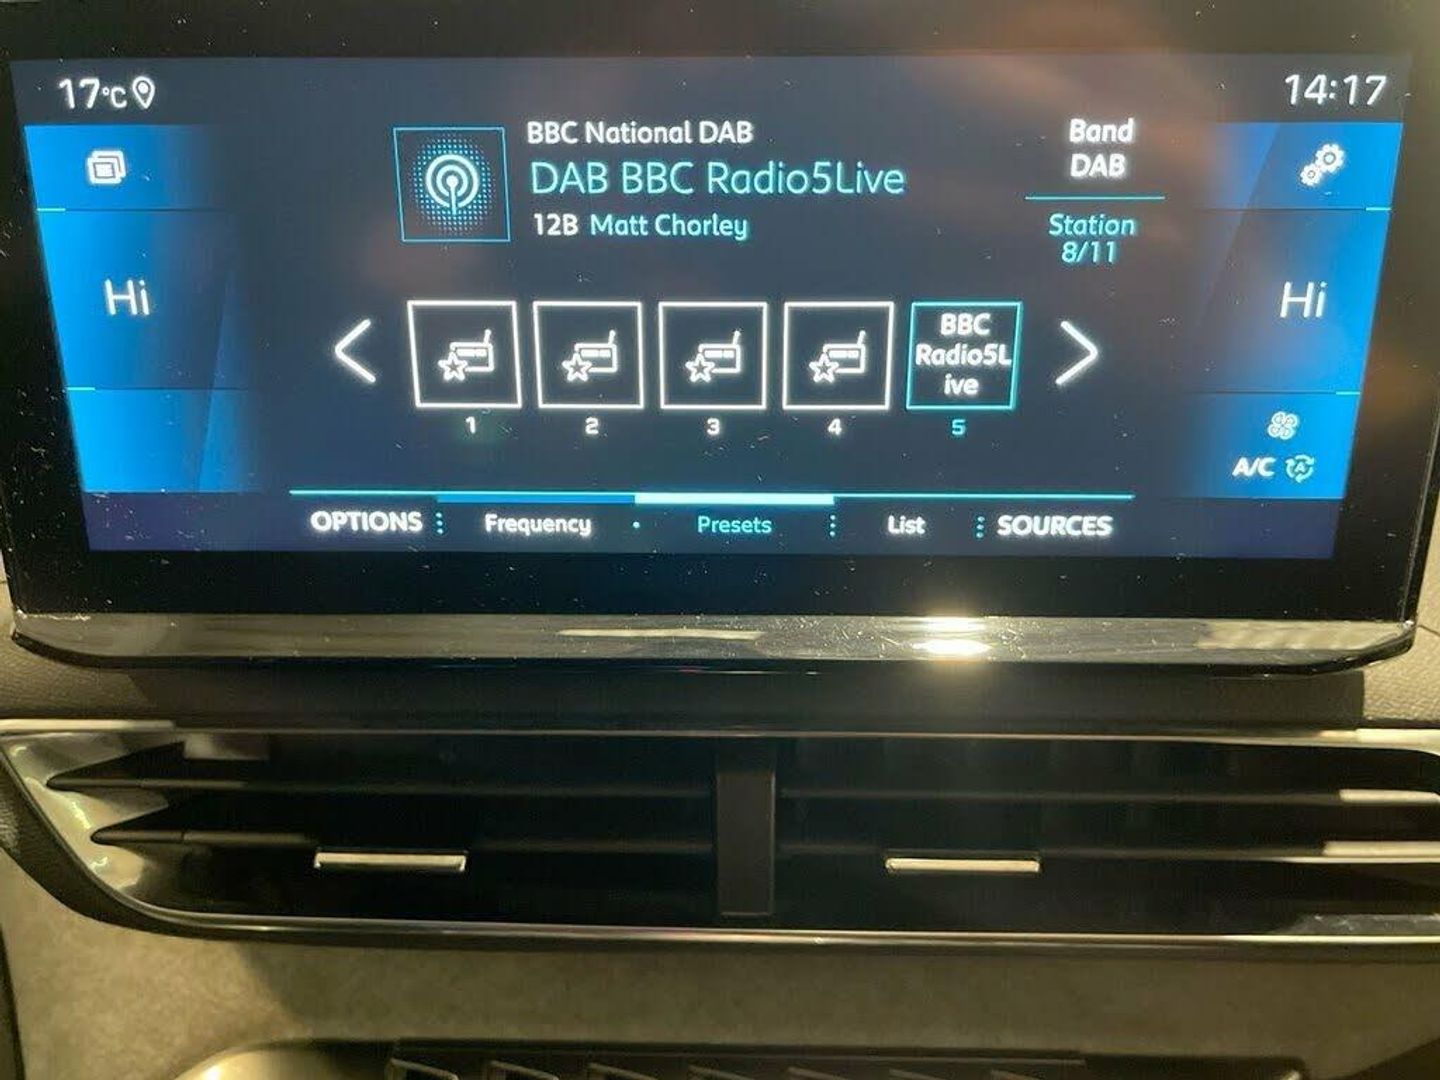 17°C
14:17
BBC National DAB
DAB BBC Radio5Live
12B Matt Chorley
Band
DAB
Station
8/11
Hi
Hi
BBC
Radio5L
ive
1
2
3
4
5
A/C
A
OPTIONS
Frequency
Presets
List
SOURCES